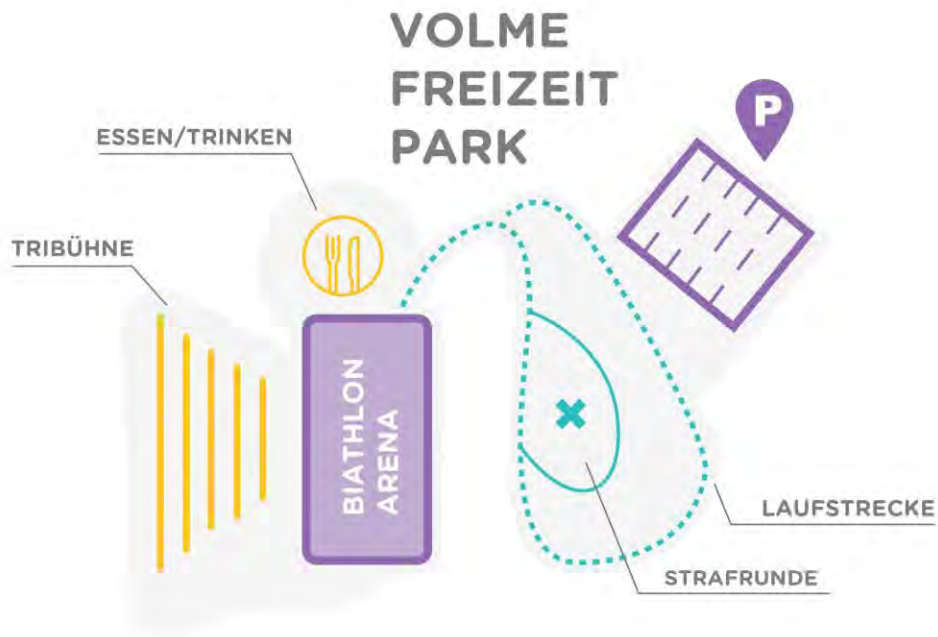 VOLME
FREIZEIT
PARK
P
ESSEN/TRINKEN
TRIBÜHNE
BIATHLON
ARENA
LAUFSTRECKE
STRAFRUNDE